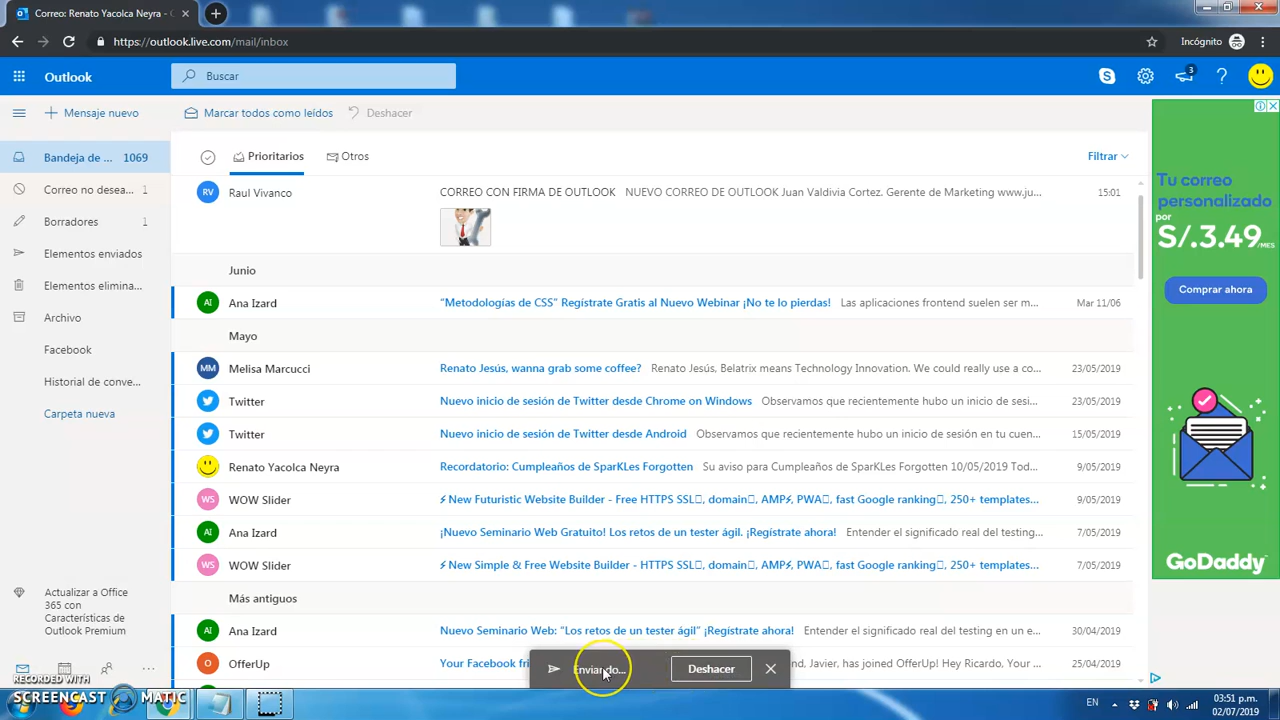 Correo: Renato Yacolca Neyra - O
https://outlook.live.com/mail/inbox
Incógnito
Outlook
Buscar
3
Mensaje nuevo
Marcar todos como leídos
Deshacer
Bandeja de ... 1069
Correo no desea... 1
Borradores 1
Elementos enviados
Elementos elimina...
Archivo
Facebook
Historial de conve...
Carpeta nueva
Actualizar a Office
365 con
Características de
Outlook Premium
Prioritarios
Otros
Filtrar
RV Raul Vivanco CORREO CON FIRMA DE OUTLOOK NUEVO CORREO DE OUTLOOK Juan Valdivia Cortez. Gerente de Marketing www.ju... 15:01
Junio
AI Ana Izard “Metodologías de CSS” Regístrate Gratis al Nuevo Webinar ¡No te lo pierdas! Las aplicaciones frontend suelen ser m... Mar 11/06
Mayo
MM Melisa Marcucci Renato Jesús, wanna grab some coffee? Renato Jesús, Belatrix means Technology Innovation. We could really use a co... 23/05/2019
Twitter Nuevo inicio de sesión de Twitter desde Chrome on Windows Observamos que recientemente hubo un inicio de sesi... 23/05/2019
Twitter Nuevo inicio de sesión de Twitter desde Android Observamos que recientemente hubo un inicio de sesión en tu cuen... 15/05/2019
Renato Yacolca Neyra Recordatorio: Cumpleaños de SparKLes Forgotten Su aviso para Cumpleaños de SparKLes Forgotten 10/05/2019 Tod... 9/05/2019
WS WOW Slider ⚡ New Futuristic Website Builder - Free HTTPS SSL, domain, AMP⚡, PWA, fast Google ranking, 250+ templates... 9/05/2019
AI Ana Izard ¡Nuevo Seminario Web Gratuito! Los retos de un tester ágil. ¡Regístrate ahora! Entender el significado real del testing... 7/05/2019
WS WOW Slider ⚡ New Simple & Free Website Builder - HTTPS SSL, domain, AMP⚡, PWA, fast Google ranking, 250+ templates... 7/05/2019
Más antiguos
AI Ana Izard Nuevo Seminario Web: “Los retos de un tester ágil” ¡Regístrate ahora! Entender el significado real del testing en un e... 30/04/2019
O OfferUp Your Facebook fri nd, Javier, has joined OfferUp! Hey Ricardo, Your ... 25/04/2019
Enviando...
Deshacer
Tu correo
personalizado
por
S/.3.49/MES
Comprar ahora
GoDaddy
RECORDED WITH
SCREENCAST MATIC
EN
03:51 p.m.
02/07/2019